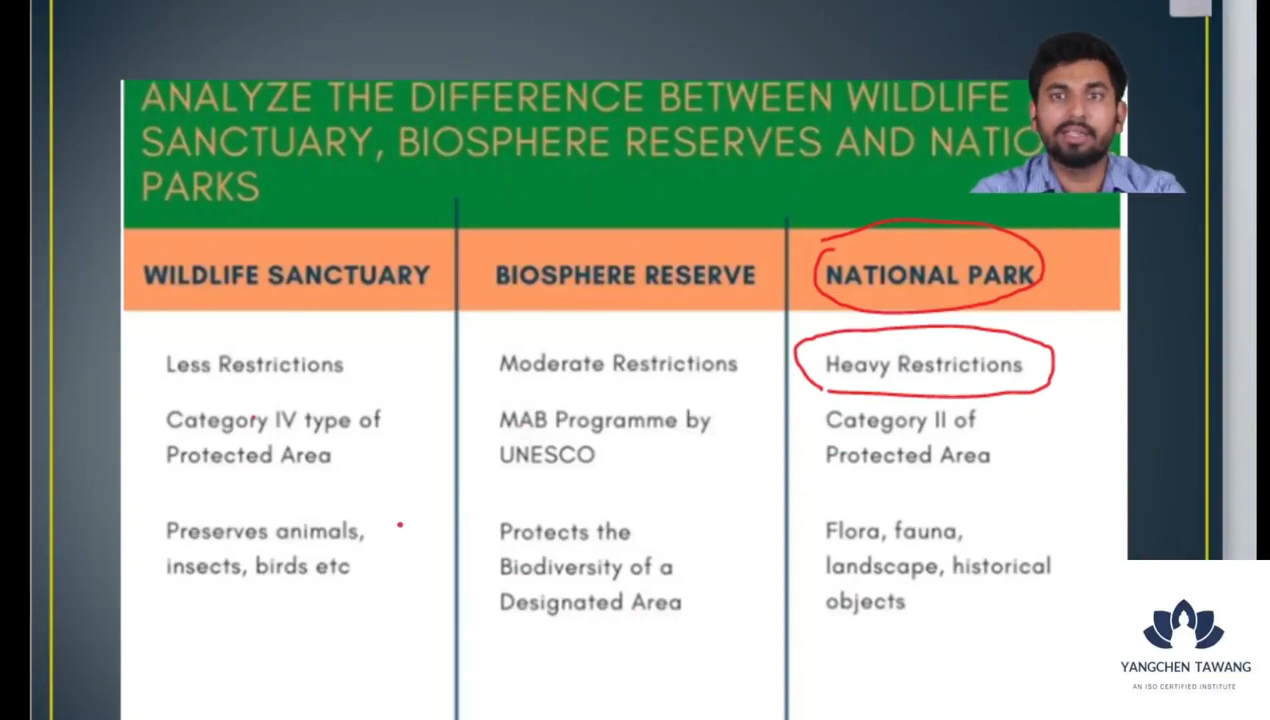 ANALYZE THE DIFFERENCE BETWEEN WILDLIFE
SANCTUARY, BIOSPHERE RESERVES AND NATIO
PARKS
WILDLIFE SANCTUARY
BIOSPHERE RESERVE
NATIONAL PARK
Less Restrictions
Moderate Restrictions
Heavy Restrictions
Category IV type of
Protected Area
MAB Programme by
UNESCO
Category II of
Protected Area
Preserves animals,
insects, birds etc
Protects the
Biodiversity of a
Designated Area
Flora, fauna,
landscape, historical
objects
YANGCHEN TAWANG
AN ISO CERTIFIED INSTITUTE